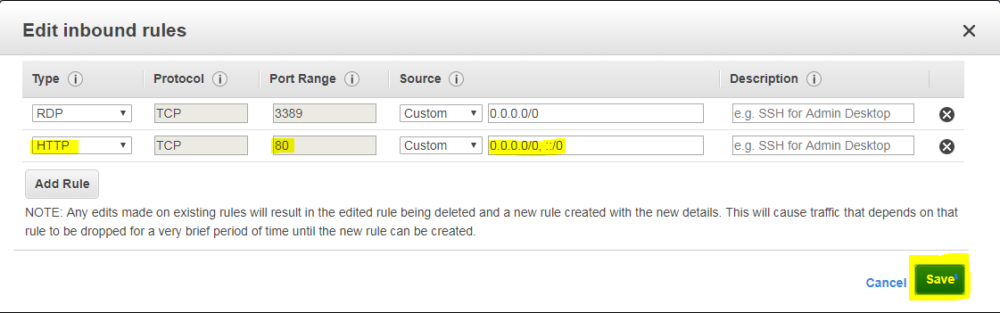 Edit inbound rules
Type Protocol Port Range Source Description
RDP TCP 3389 Custom 0.0.0.0/0 e.g. SSH for Admin Desktop
HTTP TCP 80 Custom 0.0.0.0/0, ::/0 e.g. SSH for Admin Desktop
Add Rule
NOTE: Any edits made on existing rules will result in the edited rule being deleted and a new rule created with the new details. This will cause traffic that depends on that
rule to be dropped for a very brief period of time until the new rule can be created.
Cancel Save